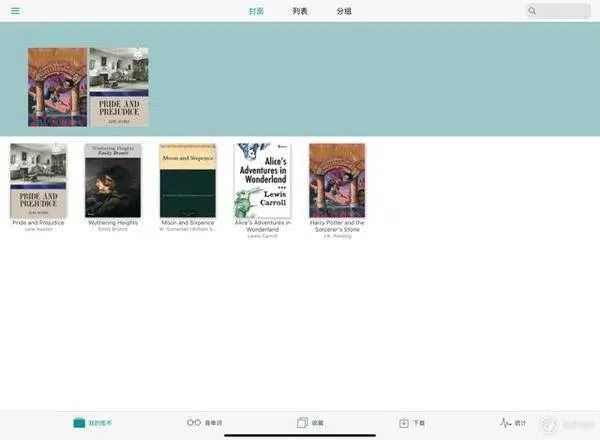 封面
列表
分组
PRIDE AND
PREJUDICE
JANE AUSTEN
PRIDE AND
PREJUDICE
JANE AUSTEN
Wuthering Heights
Emily Brontë
Moon and Sixpence
Alice's
Adventures in
Wonderland
Lewis
Carroll
Pride and Prejudice
Jane Austen
Wuthering Heights
Emily Brontë
Moon and Sixpence
W. Somerset (William S...
Alice's Adventures in
Wonderland
Lewis Carroll
Harry Potter and the
Sorcerer's Stone
J.K. Rowling
我的图书
背单词
收藏
下载
统计